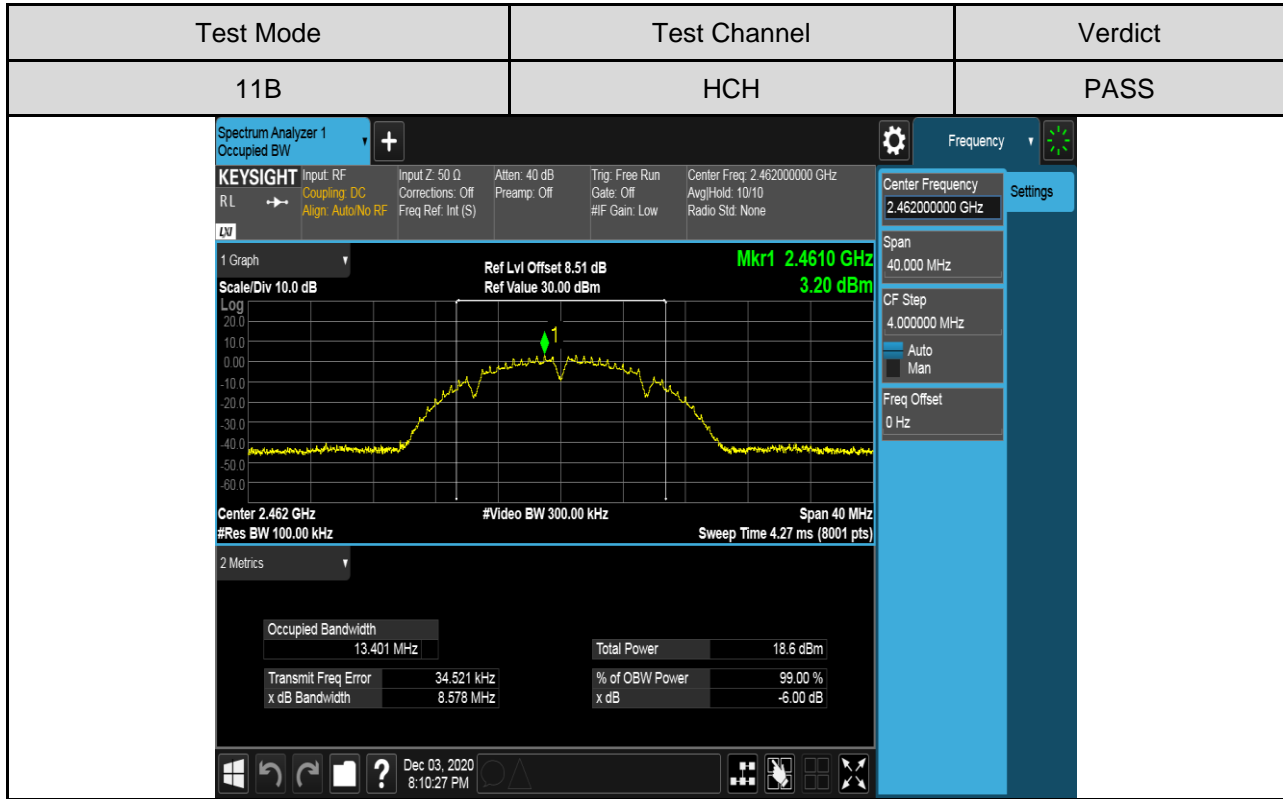 Test Mode Test Channel Verdict
11B HCH PASS
Spectrum Analyzer 1
Occupied BW
+
Frequency
KEYSIGHT Input: RF Input Z: 50 Ω Atten: 40 dB Trig: Free Run Center Freq: 2.462000000 GHz
RL Coupling: DC Corrections: Off Preamp: Off Gate: Off Avg|Hold: 10/10
Align: Auto/No RF Freq Ref: Int (S) #IF Gain: Low Radio Std: None
LXI
Center Frequency
2.462000000 GHz
Settings
Span
40.000 MHz
CF Step
4.000000 MHz
Auto
Man
Freq Offset
0 Hz
1 Graph Ref Lvl Offset 8.51 dB Mkr1 2.4610 GHz
Scale/Div 10.0 dB Ref Value 30.00 dBm 3.20 dBm
Log
20.0
10.0
0.00
-10.0
-20.0
-30.0
-40.0
-50.0
-60.0
1
Center 2.462 GHz #Video BW 300.00 kHz Span 40 MHz
#Res BW 100.00 kHz Sweep Time 4.27 ms (8001 pts)
2 Metrics
Occupied Bandwidth
13.401 MHz Total Power 18.6 dBm
Transmit Freq Error 34.521 kHz % of OBW Power 99.00 %
x dB Bandwidth 8.578 MHz x dB -6.00 dB
? Dec 03, 2020
8:10:27 PM